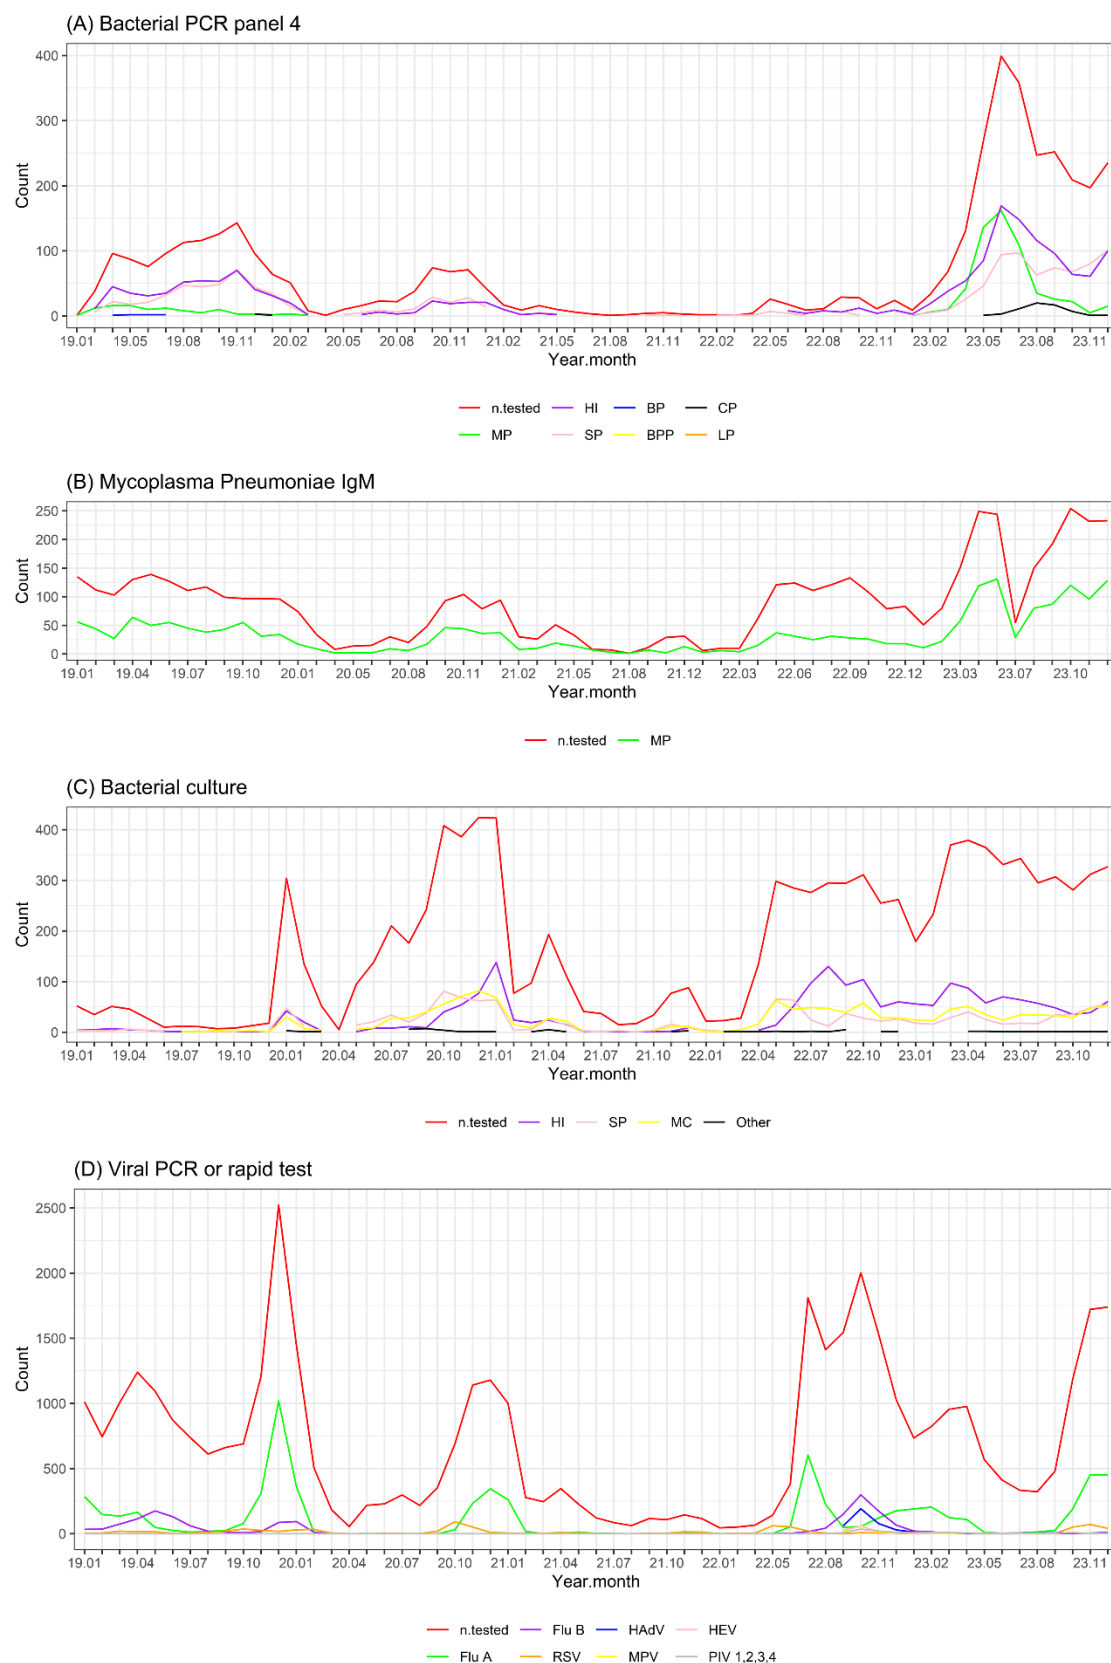 (A) Bacterial PCR panel 4
400
300
200
100
0
Count
19.01 19.05 19.08 19.11 20.02 20.05 20.08 20.11 21.02 21.05 21.08 21.11 22.02 22.05 22.08 22.11 23.02 23.05 23.08 23.11
Year.month
n.tested HI BP CP
MP SP BPP LP
(B) Mycoplasma Pneumoniae IgM
250
200
150
100
50
0
Count
19.01 19.04 19.07 19.10 20.01 20.04 20.07 20.11 21.02 21.05 21.08 21.12 22.03 22.06 22.09 22.12 23.03 23.07 23.10
Year.month
n.tested MP
(C) Bacterial culture
400
300
200
100
0
Count
19.01 19.04 19.07 19.10 20.01 20.04 20.07 20.10 21.01 21.04 21.07 21.10 22.01 22.04 22.07 22.10 23.01 23.04 23.07 23.10
Year.month
n.tested HI SP MC Other
(D) Viral PCR or rapid test
2500
2000
1500
1000
500
0
Count
19.01 19.04 19.07 19.10 20.01 20.04 20.07 20.10 21.01 21.04 21.07 21.10 22.01 22.05 22.08 22.11 23.02 23.05 23.08 23.11
Year.month
n.tested Flu B HAdV HEV
Flu A RSV MPV PIV 1,2,3,4